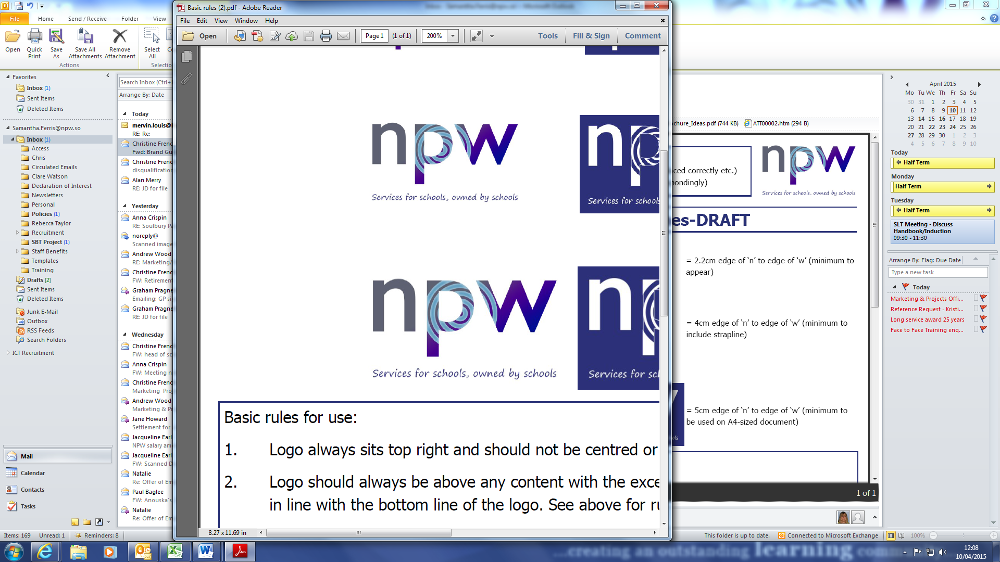 Basic rules (2).pdf - Adobe Reader
File Edit View Window Help
Open Page 1 (1 of 1) 200% Tools Fill & Sign Comment
File Home Send / Receive Folder View
Open Quick Print Save As Save All Attachments Remove Attachment Select All
Actions
Favorites
Inbox (1)
Sent Items
Deleted Items
Samantha.Ferris@npw.so
Inbox (1)
Access
Chris
Circulated Emails
Clare Watson
Declaration of Interest
Newsletters
Personal
Policies (1)
Rebecca Taylor
Recruitment
SBT Project (1)
Staff Benefits
Templates
Training
Drafts [2]
Sent Items
Deleted Items
Junk E-Mail
Outbox
RSS Feeds
Search Folders
ICT Recruitment
Mail
Calendar
Contacts
Tasks
Items: 169 Unread: 1 Reminders: 8
Search Inbox (Ctrl+
Arrange By: Date
Today
mervin.louis@
RE: Re:
Christine Frenc
Fwd: Brand Gu
Christine Frenc
disqualification
Alan Merry
RE: JD for file
Yesterday
Anna Crispin
RE: Soulbury Pa
noreply@
Scanned image
Andrew Wood
RE: Marketing/
Christine Frenc
FW: Retirement
Graham Pragne
Emailing: GP si
Graham Pragne
RE: JD for file
Wednesday
Christine Frenc
FW: head of sc
Anna Crispin
FW: Meeting n
Christine Frenc
Marketing Pro
Andrew Wood
Marketing & Pr
Jane Howard
Settlement for
Jacqueline Earl
NPW salary am
Jacqueline Earl
FW: Scanned D
Natalie
Re: Offer of Em
Paul Baglee
FW: Anouska's
Natalie
Re: Offer of Em
npw
Services for schools, owned by schools
np
Services for schools
npw
Services for schools, owned by schools
np
Services for sch
Basic rules for use:
1. Logo always sits top right and should not be centred or
2. Logo should always be above any content with the exce
in line with the bottom line of the logo. See above for ru
8.27 x 11.69 in
ochure_Ideas.pdf (744 KB) ATT00002.htm (294 B)
ced correctly etc.)
pondingly)
npw
Services for schools, owned by schools
es-DRAFT
= 2.2cm edge of 'n' to edge of 'w' (minimum to
appear)
= 4cm edge of 'n' to edge of 'w' (minimum to
include strapline)
= 5cm edge of 'n' to edge of 'w' (minimum to
be used on A4-sized document)
1 of 1
April 2015
Mo Tu We Th Fr Sa Su
30 31 1 2 3 4 5
6 7 8 9 10 11 12
13 14 15 16 17 18 19
20 21 22 23 24 25 26
27 28 29 30 1 2 3
4 5 6 7 8 9 10
Today
Half Term
Monday
Half Term
Tuesday
Half Term
SLT Meeting - Discuss
Handbook/Induction
09:30 - 11:30
Arrange By: Flag: Due Date
Type a new task
Today
Marketing & Projects Offi...
Reference Request - Kristi...
Long service award 25 years
Face to Face Training enq...
This folder is up to date. Connected to Microsoft Exchange 100%
...creating an outstanding learning comm
12:08
10/04/2015